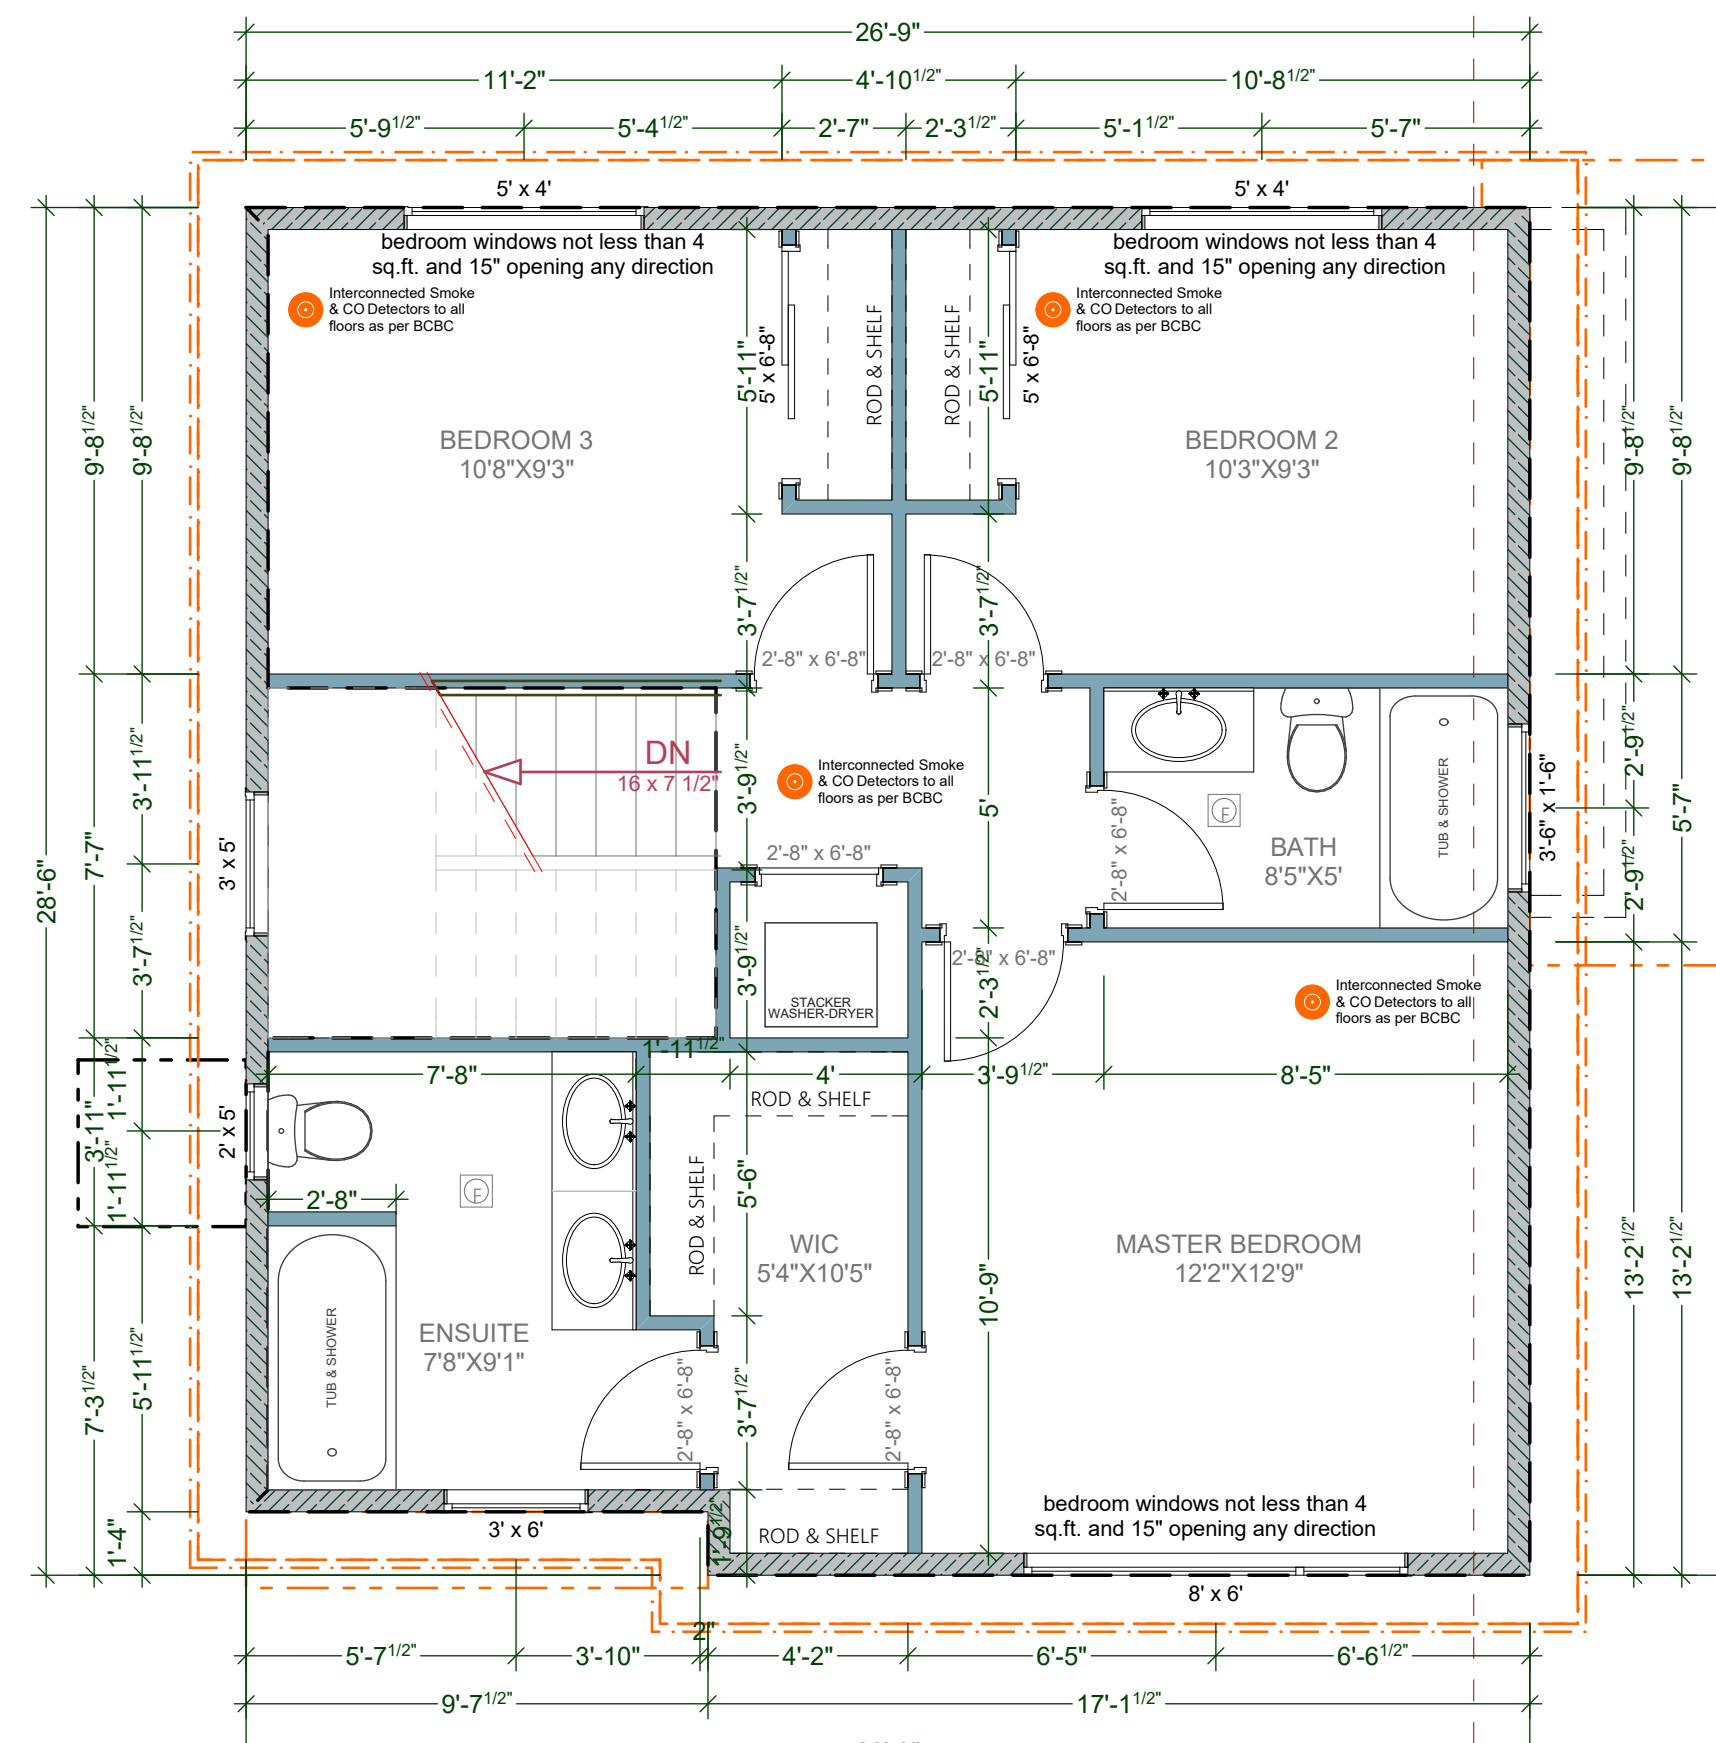 26'-9"
11'-2"
4'-10 1/2"
10'-8 1/2"
5'-9 1/2"
5'-4 1/2"
2'-7"
2'-3 1/2"
5'-1 1/2"
5'-7"
5' x 4'
5' x 4'
bedroom windows not less than 4
sq.ft. and 15" opening any direction
bedroom windows not less than 4
sq.ft. and 15" opening any direction
Interconnected Smoke
& CO Detectors to all
floors as per BCBC
Interconnected Smoke
& CO Detectors to all
floors as per BCBC
ROD & SHELF
ROD & SHELF
5'-11"
5' x 6'-8"
5'-11"
5' x 6'-8"
BEDROOM 3
10'8"X9'3"
BEDROOM 2
10'3"X9'3"
9'-8 1/2"
9'-8 1/2"
9'-8 1/2"
9'-8 1/2"
3'-7 1/2"
3'-7 1/2"
2'-8" x 6'-8"
2'-8" x 6'-8"
DN
16 x 7 1/2"
3'-9 1/2"
Interconnected Smoke
& CO Detectors to all
floors as per BCBC
5'
2'-8" x 6'-8"
2'-8" x 6'-8"
F
BATH
8'5"X5'
TUB & SHOWER
3'-6" x 1'-6"
2'-9 1/2"
2'-9 1/2"
5'-7"
28'-6"
7'-7"
3'-11 1/2"
3'-7 1/2"
3' x 5'
3'-9 1/2"
STACKER
WASHER-DRYER
2'-8" x 6'-8"
2'-3 1/2"
Interconnected Smoke
& CO Detectors to all
floors as per BCBC
1'-11 1/2"
7'-8"
4'
3'-9 1/2"
8'-5"
ROD & SHELF
3'-11"
1'-11 1/2"
1'-11 1/2"
2' x 5'
2'-8"
F
ROD & SHELF
5'-6"
WIC
5'4"X10'5"
MASTER BEDROOM
12'2"X12'9"
10'-9"
13'-2 1/2"
13'-2 1/2"
ENSUITE
7'8"X9'1"
TUB & SHOWER
7'-3 1/2"
5'-11 1/2"
1'-4"
2'-8" x 6'-8"
3'-7 1/2"
2'-8" x 6'-8"
bedroom windows not less than 4
sq.ft. and 15" opening any direction
3' x 6'
1'-9 1/2"
ROD & SHELF
8' x 6'
2"
5'-7 1/2"
3'-10"
4'-2"
6'-5"
6'-6 1/2"
9'-7 1/2"
17'-1 1/2"